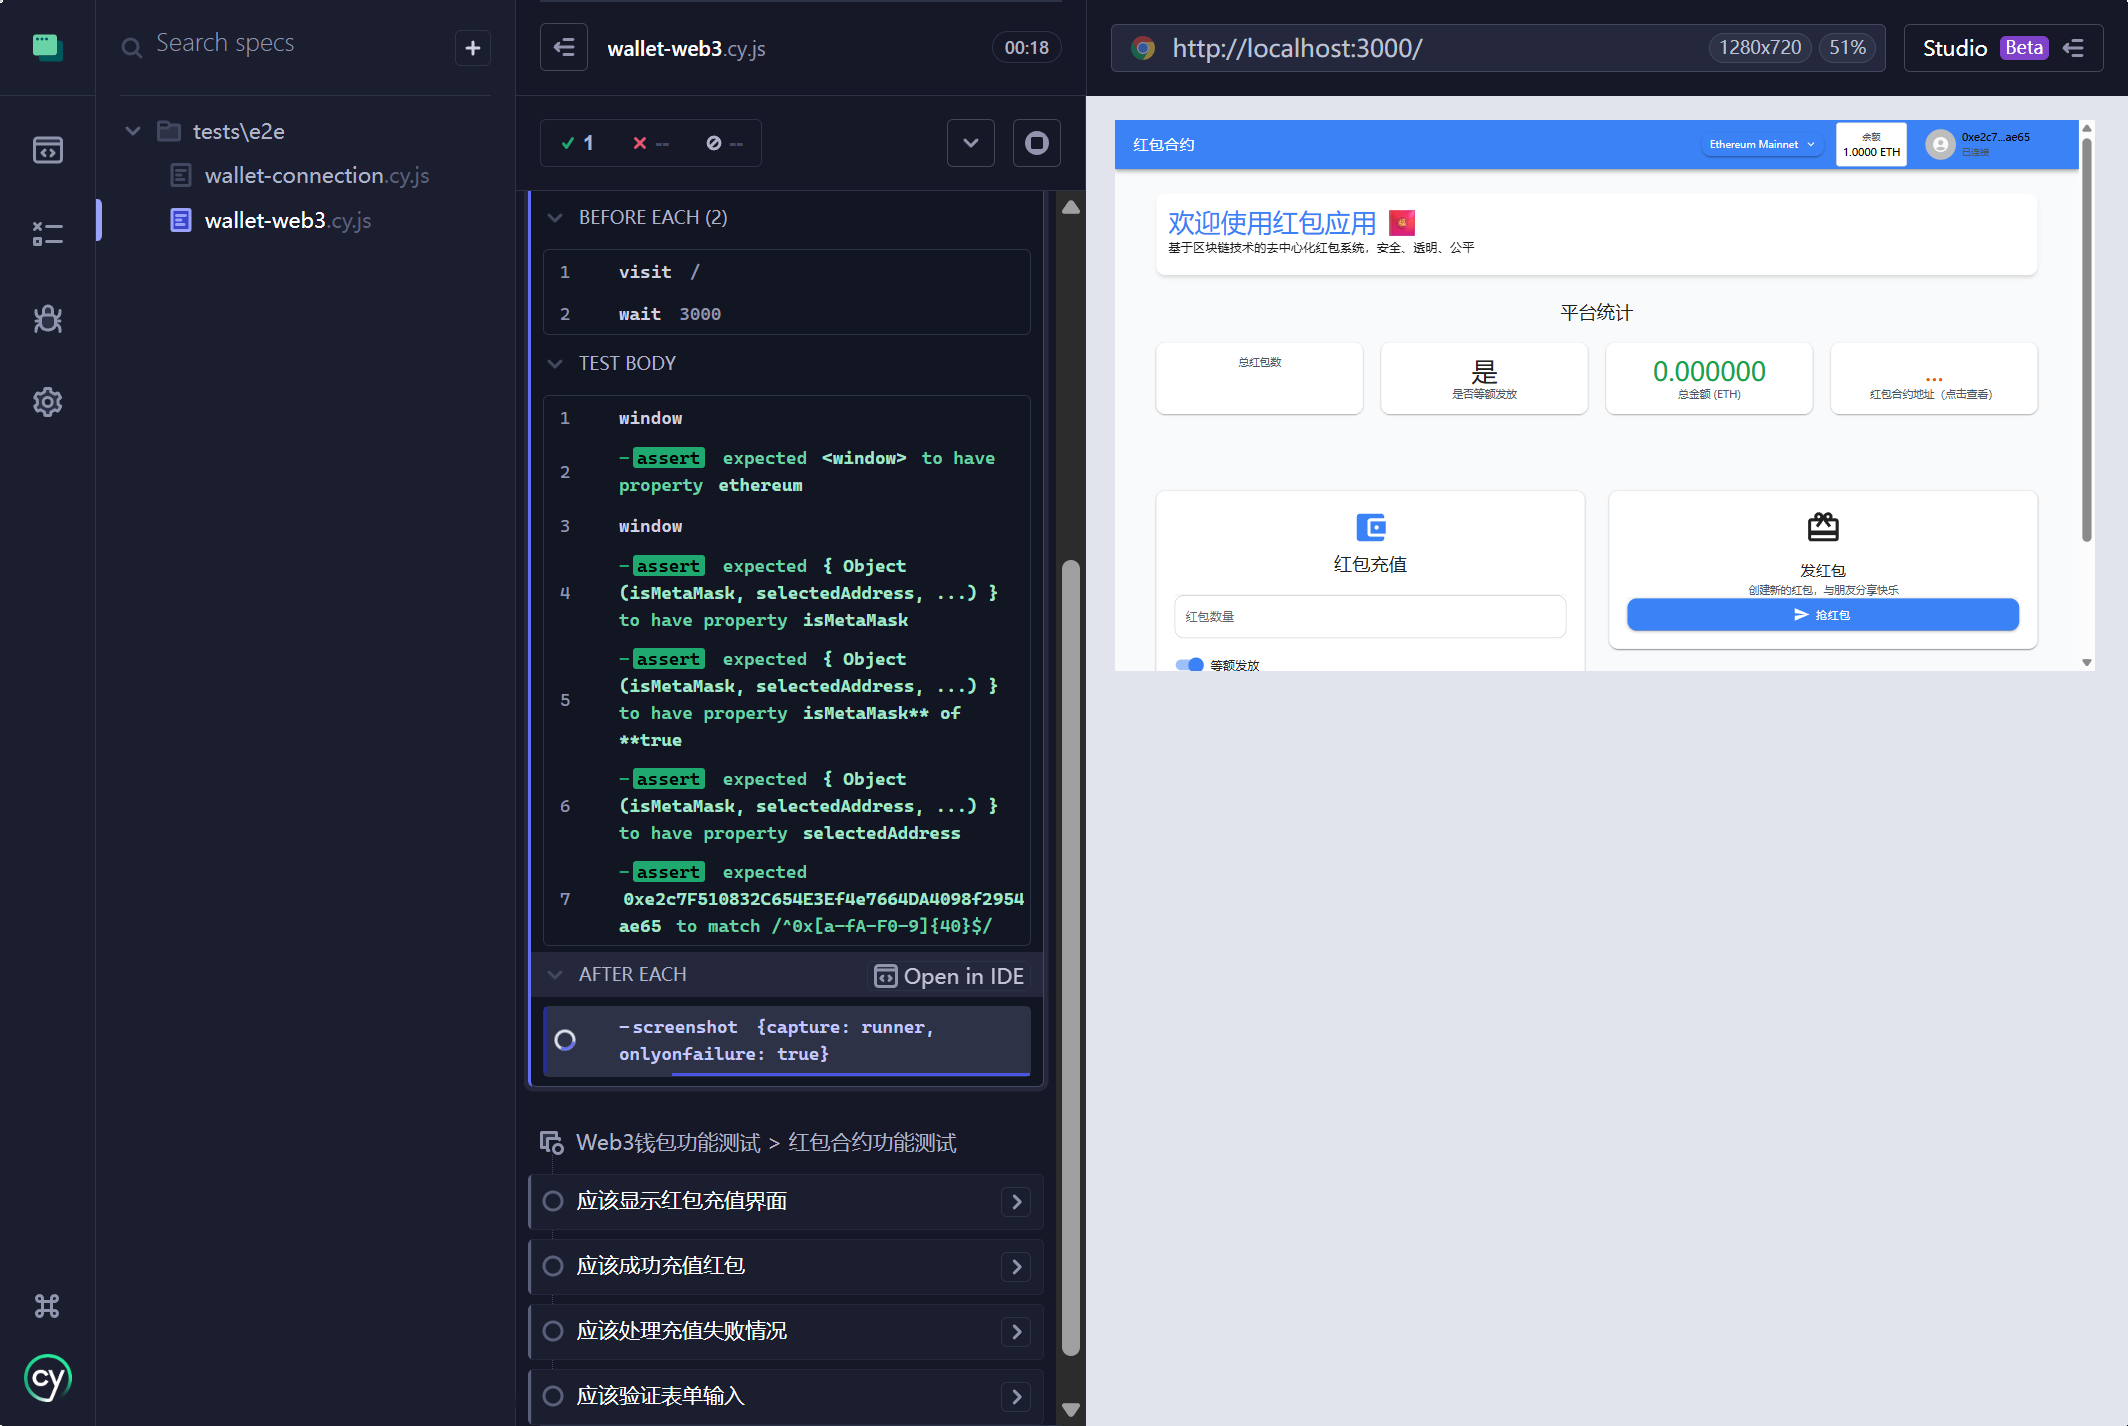 Search specs
+
tests\e2e
wallet-connection.cy.js
wallet-web3.cy.js
cy
wallet-web3.cy.js
00:18
1
--
--
BEFORE EACH (2)
1 visit /
2 wait 3000
TEST BODY
1 window
2 -assert expected <window> to have
property ethereum
3 window
-assert expected { Object
4 (isMetaMask, selectedAddress, ...) }
to have property isMetaMask
-assert expected { Object
(isMetaMask, selectedAddress, ...) }
5 to have property isMetaMask** of
**true
-assert expected { Object
6 (isMetaMask, selectedAddress, ...) }
to have property selectedAddress
-assert expected
7 0xe2c7F510832C654E3Ef4e7664DA4098f2954
ae65 to match /^0x[a-fA-F0-9]{40}$/
AFTER EACH
Open in IDE
-screenshot {capture: runner,
onlyonfailure: true}
Web3钱包功能测试 > 红包合约功能测试
应该显示红包充值界面
应该成功充值红包
应该处理充值失败情况
应该验证表单输入
http://localhost:3000/
1280x720
51%
Studio Beta
红包合约
Ethereum Mainnet
余额
1.0000 ETH
0xe2c7...ae65
已连接
欢迎使用红包应用
基于区块链技术的去中心化红包系统，安全、透明、公平
平台统计
总红包数
是
是否等额发放
0.000000
总金额 (ETH)
...
红包合约地址（点击查看）
红包充值
红包数量
等额发放
发红包
创建新的红包，与朋友分享快乐
抢红包